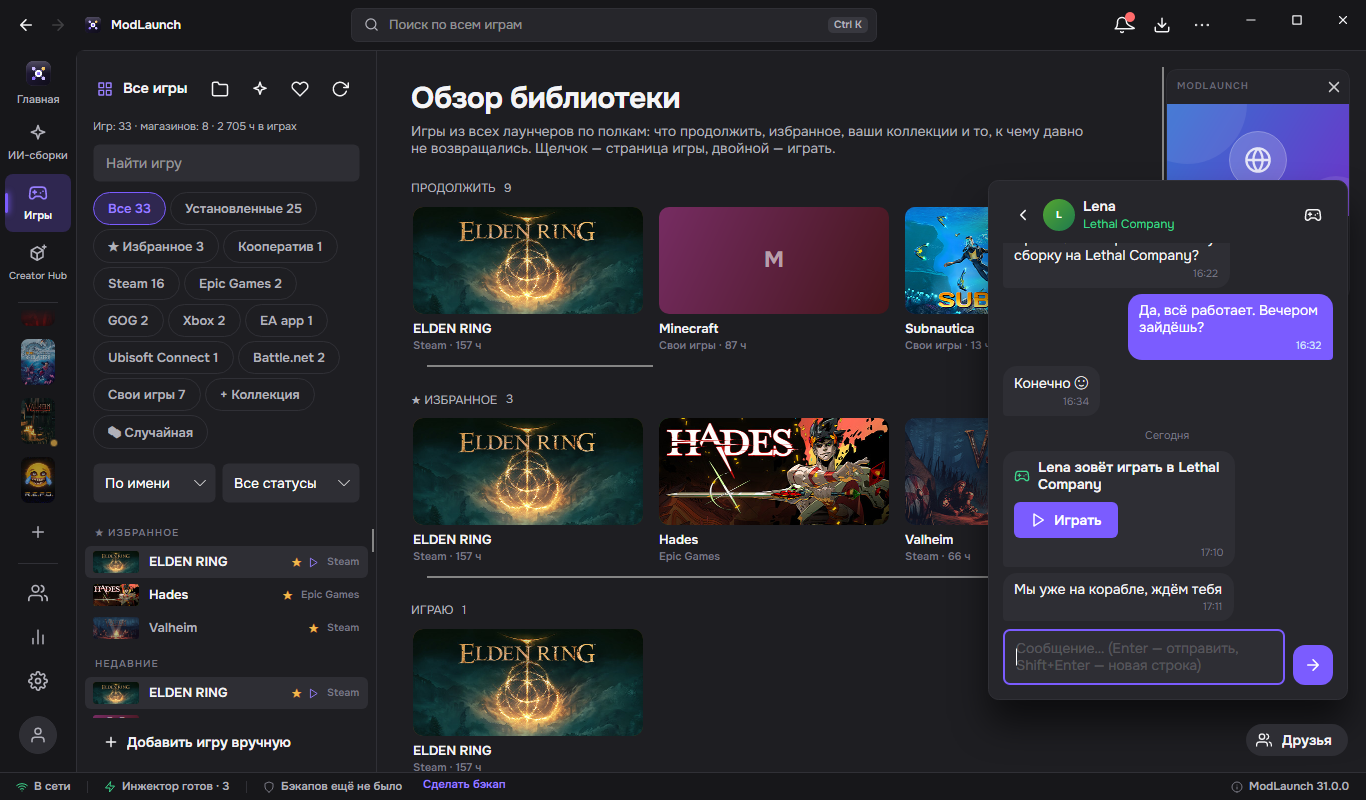 ModLaunch
Поиск по всем играм
Ctrl K
Главная
ИИ-сборки
Игры
Creator Hub
Все игры
Игр: 33 · магазинов: 8 · 2 705 ч в играх
Найти игру
Все 33
Установленные 25
★ Избранное 3
Кооператив 1
Steam 16
Epic Games 2
GOG 2
Xbox 2
EA app 1
Ubisoft Connect 1
Battle.net 2
Свои игры 7
+ Коллекция
Случайная
По имени
Все статусы
★ ИЗБРАННОЕ
ELDEN RING
Steam
Hades
Epic Games
Valheim
Steam
НЕДАВНИЕ
ELDEN RING
Steam
Добавить игру вручную
Обзор библиотеки
Игры из всех лаунчеров по полкам: что продолжить, избранное, ваши коллекции и то, к чему давно
не возвращались. Щелчок — страница игры, двойной — играть.
ПРОДОЛЖИТЬ 9
ELDEN RING
M
SUB
ELDEN RING
Steam · 157 ч
Minecraft
Свои игры · 87 ч
Subnautica
Свои игры · 13 ч
★ ИЗБРАННОЕ 3
ELDEN RING
HADES
ELDEN RING
Steam · 157 ч
Hades
Epic Games
Valheim
Steam · 66 ч
ИГРАЮ 1
ELDEN RING
ELDEN RING
Steam · 157 ч
MODLAUNCH
L
Lena
Lethal Company
сборку на Lethal Company?
16:22
Да, всё работает. Вечером
зайдёшь?
16:32
Конечно
16:34
Сегодня
Lena зовёт играть в Lethal
Company
Играть
17:10
Мы уже на корабле, ждём тебя
17:11
Сообщение... (Enter — отправить,
Shift+Enter — новая строка)
Друзья
В сети
Инжектор готов · 3
Бэкапов ещё не было
Сделать бэкап
ModLaunch 31.0.0